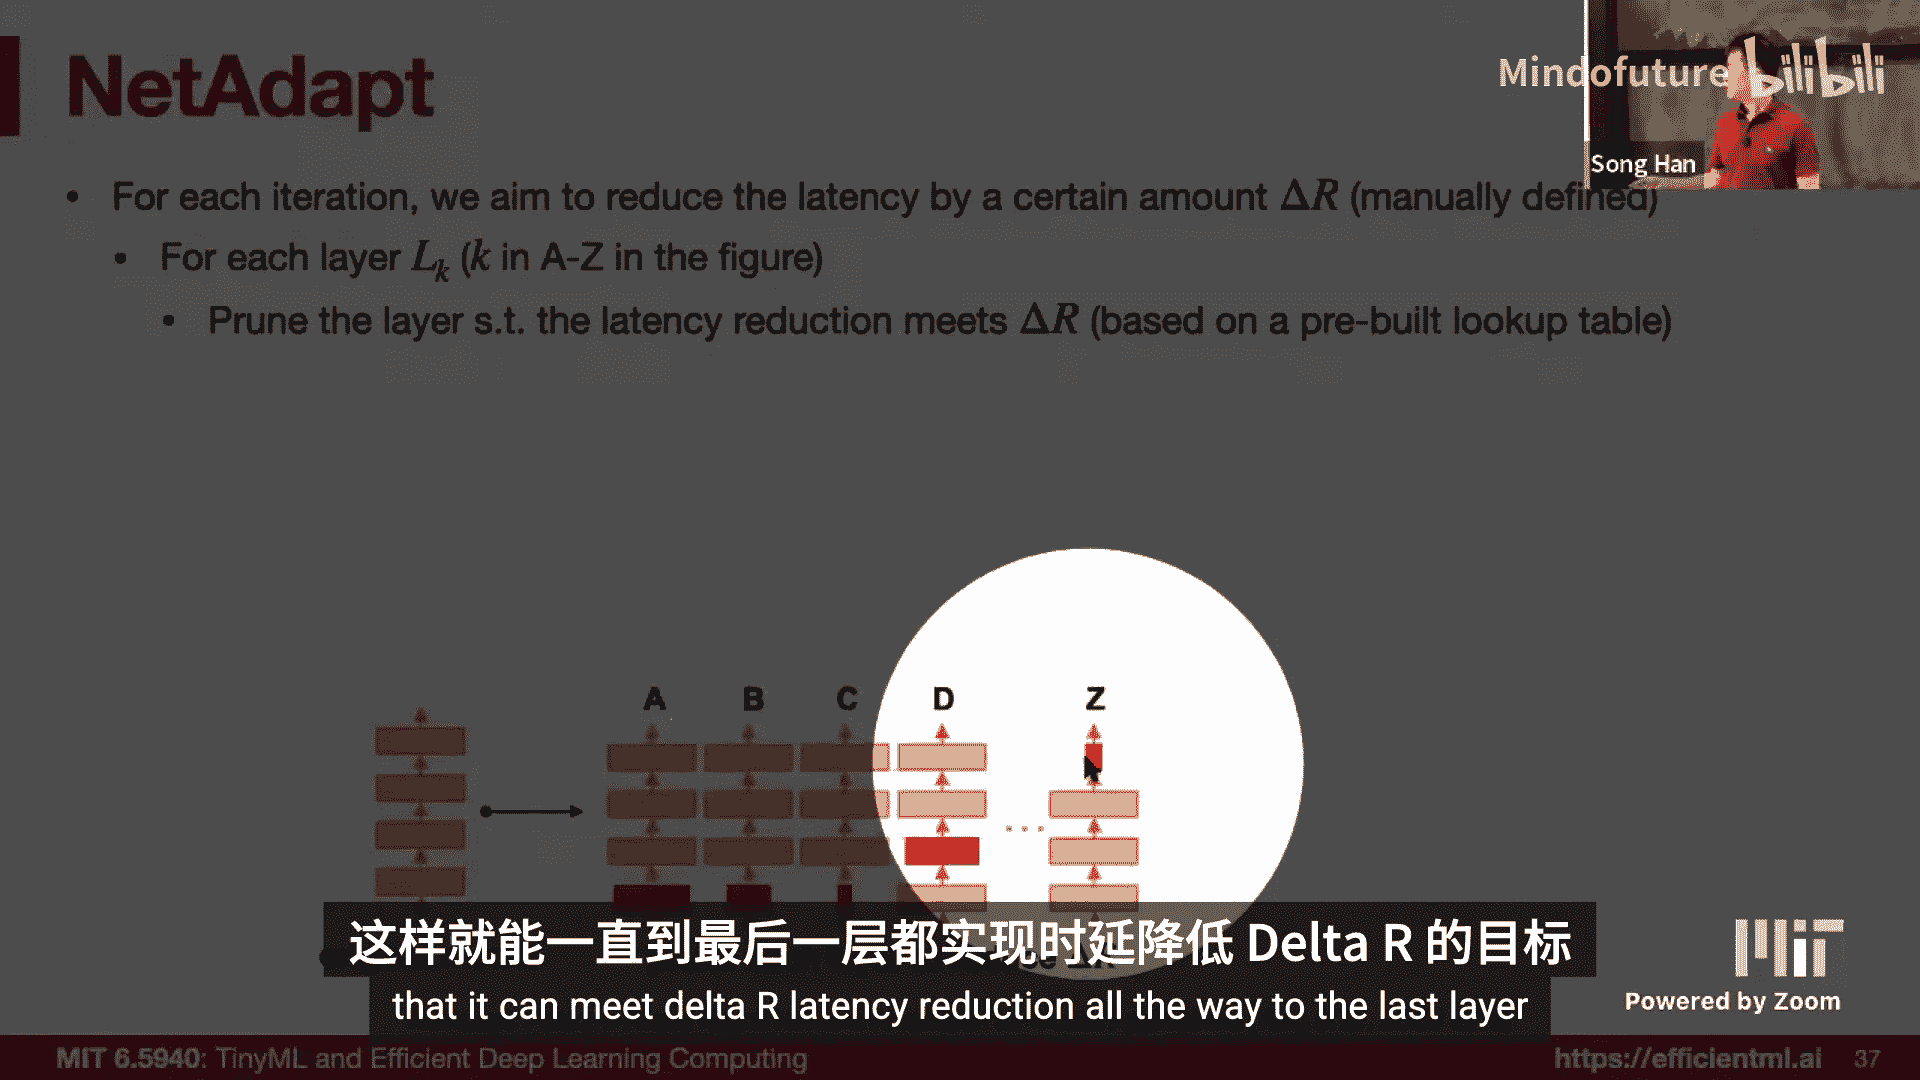 NetAdapt
Mindofuture
bilibili
Song Han
• For each iteration, we aim to reduce the latency by a certain amount ΔR (manually defined)
• For each layer Lk (k in A-Z in the figure)
• Prune the layer s.t. the latency reduction meets ΔR (based on a pre-built lookup table)
A B C D Z
...
这样就能一直到最后一层都实现时延降低 Delta R 的目标
that it can meet delta R latency reduction all the way to the last layer
MIT
Powered by Zoom
MIT 6.5940: TinyML and Efficient Deep Learning Computing
https://efficientml.ai
37